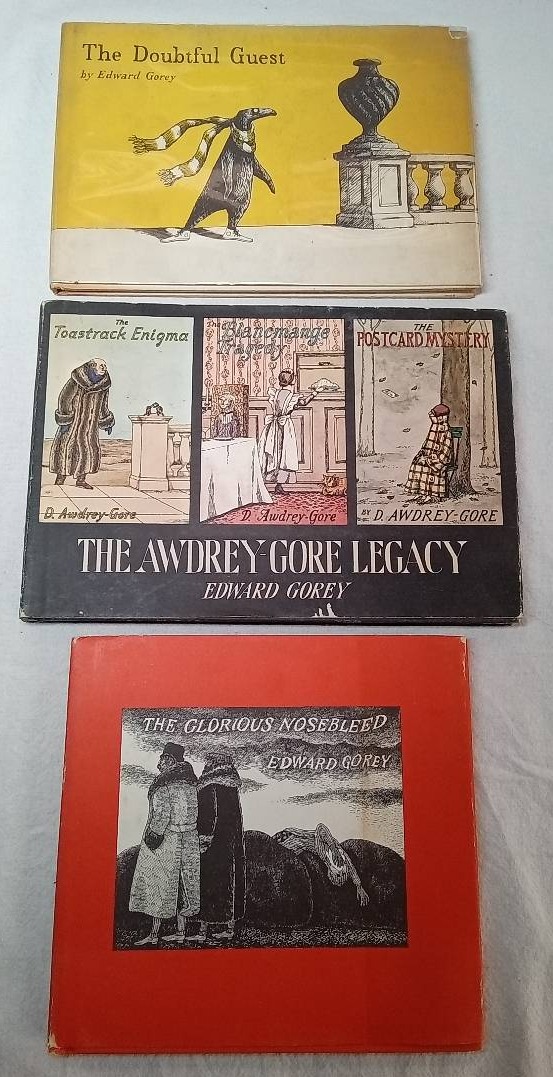 The Doubtful Guest
by Edward Gorey
The
Toastrack Enigma
D. Awdrey-Gore
The Blancmange
Tragedy
D. Awdrey-Gore
THE
POSTCARD MYSTERY
BY D. AWDREY-GORE
THE AWDREY-GORE LEGACY
EDWARD GOREY
THE GLORIOUS NOSEBLEED
EDWARD GOREY